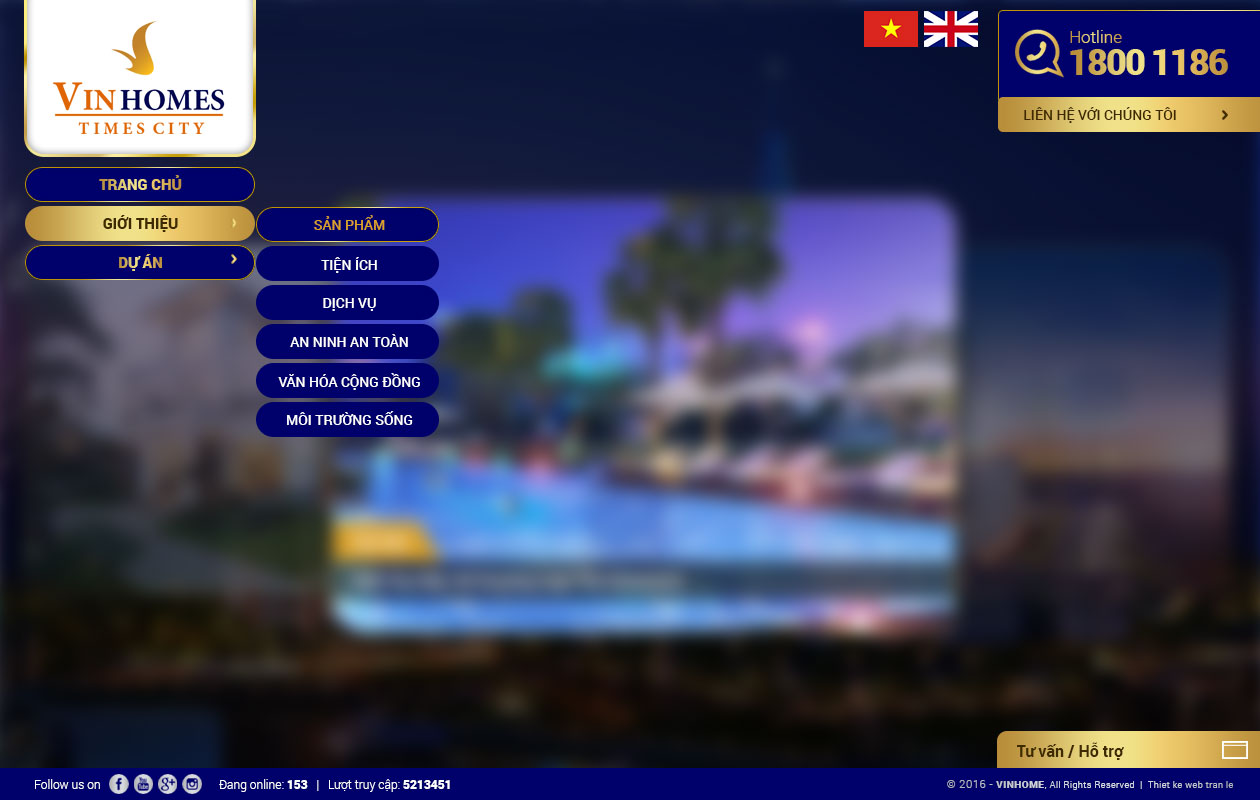 VINHOMES
TIMES CITY
Hotline
1800 1186
LIÊN HỆ VỚI CHÚNG TÔI
TRANG CHỦ
GIỚI THIỆU
DỰ ÁN
SẢN PHẨM
TIỆN ÍCH
DỊCH VỤ
AN NINH AN TOÀN
VĂN HÓA CỘNG ĐỒNG
MÔI TRƯỜNG SỐNG
Tư vấn / Hỗ trợ
Follow us on
Đang online: 153 | Lượt truy cập: 5213451
© 2016 - VINHOME, All Rights Reserved | Thiet ke web tran le